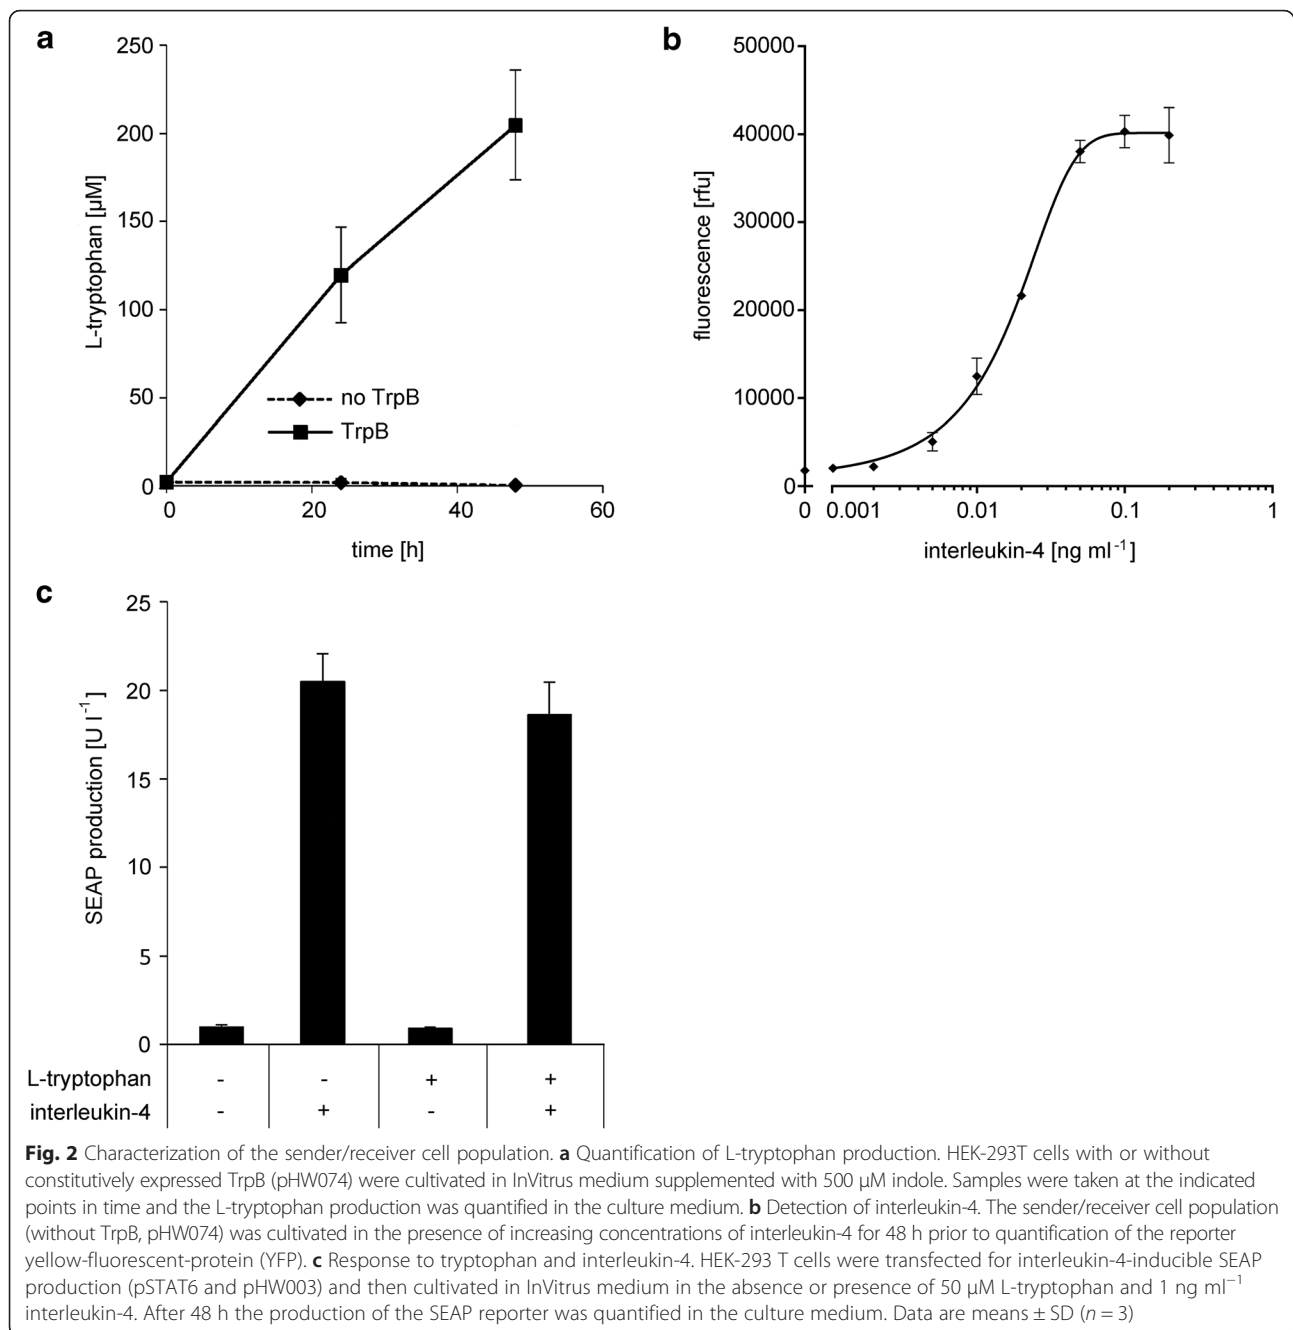 a
250
200
150
100
50
0
L-tryptophan [µM]
no TrpB
TrpB
0 20 40 60
time [h]
b
50000
40000
30000
20000
10000
0
fluorescence [rfu]
0 0.001 0.01 0.1 1
interleukin-4 [ng ml⁻¹]
c
25
20
15
10
5
0
SEAP production [U l⁻¹]
L-tryptophan - - + +
interleukin-4 - + - +
Fig. 2 Characterization of the sender/receiver cell population. a Quantification of L-tryptophan production. HEK-293T cells with or without
constitutively expressed TrpB (pHW074) were cultivated in InVitrus medium supplemented with 500 µM indole. Samples were taken at the indicated
points in time and the L-tryptophan production was quantified in the culture medium. b Detection of interleukin-4. The sender/receiver cell population
(without TrpB, pHW074) was cultivated in the presence of increasing concentrations of interleukin-4 for 48 h prior to quantification of the reporter
yellow-fluorescent-protein (YFP). c Response to tryptophan and interleukin-4. HEK-293 T cells were transfected for interleukin-4-inducible SEAP
production (pSTAT6 and pHW003) and then cultivated in InVitrus medium in the absence or presence of 50 µM L-tryptophan and 1 ng ml⁻¹
interleukin-4. After 48 h the production of the SEAP reporter was quantified in the culture medium. Data are means ± SD (n = 3)